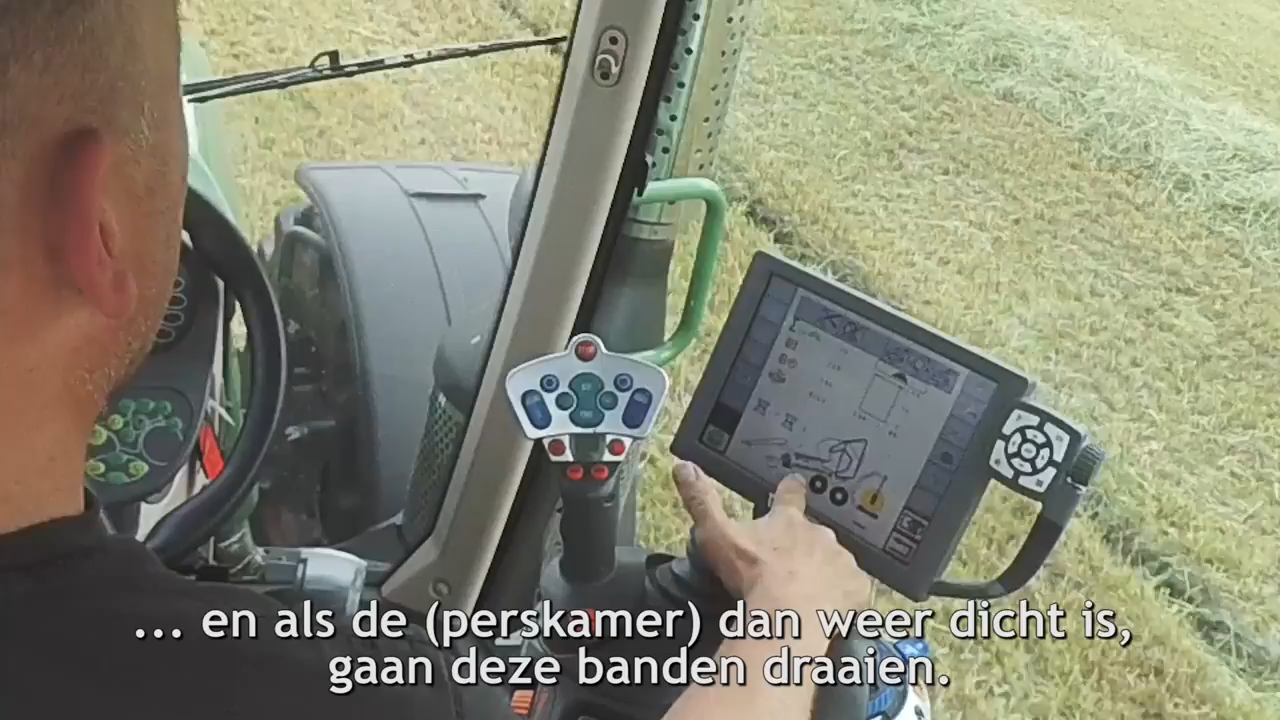 ... en als de (perskamer) dan weer dicht is,
gaan deze banden draaien.